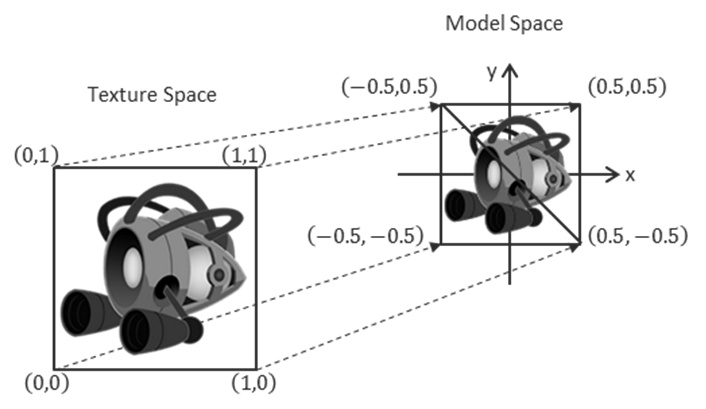 Model Space
y
(−0.5,0.5)
(0.5,0.5)
Texture Space
(0,1)
(1,1)
x
(−0.5, −0.5)
(0.5, −0.5)
(0,0)
(1,0)